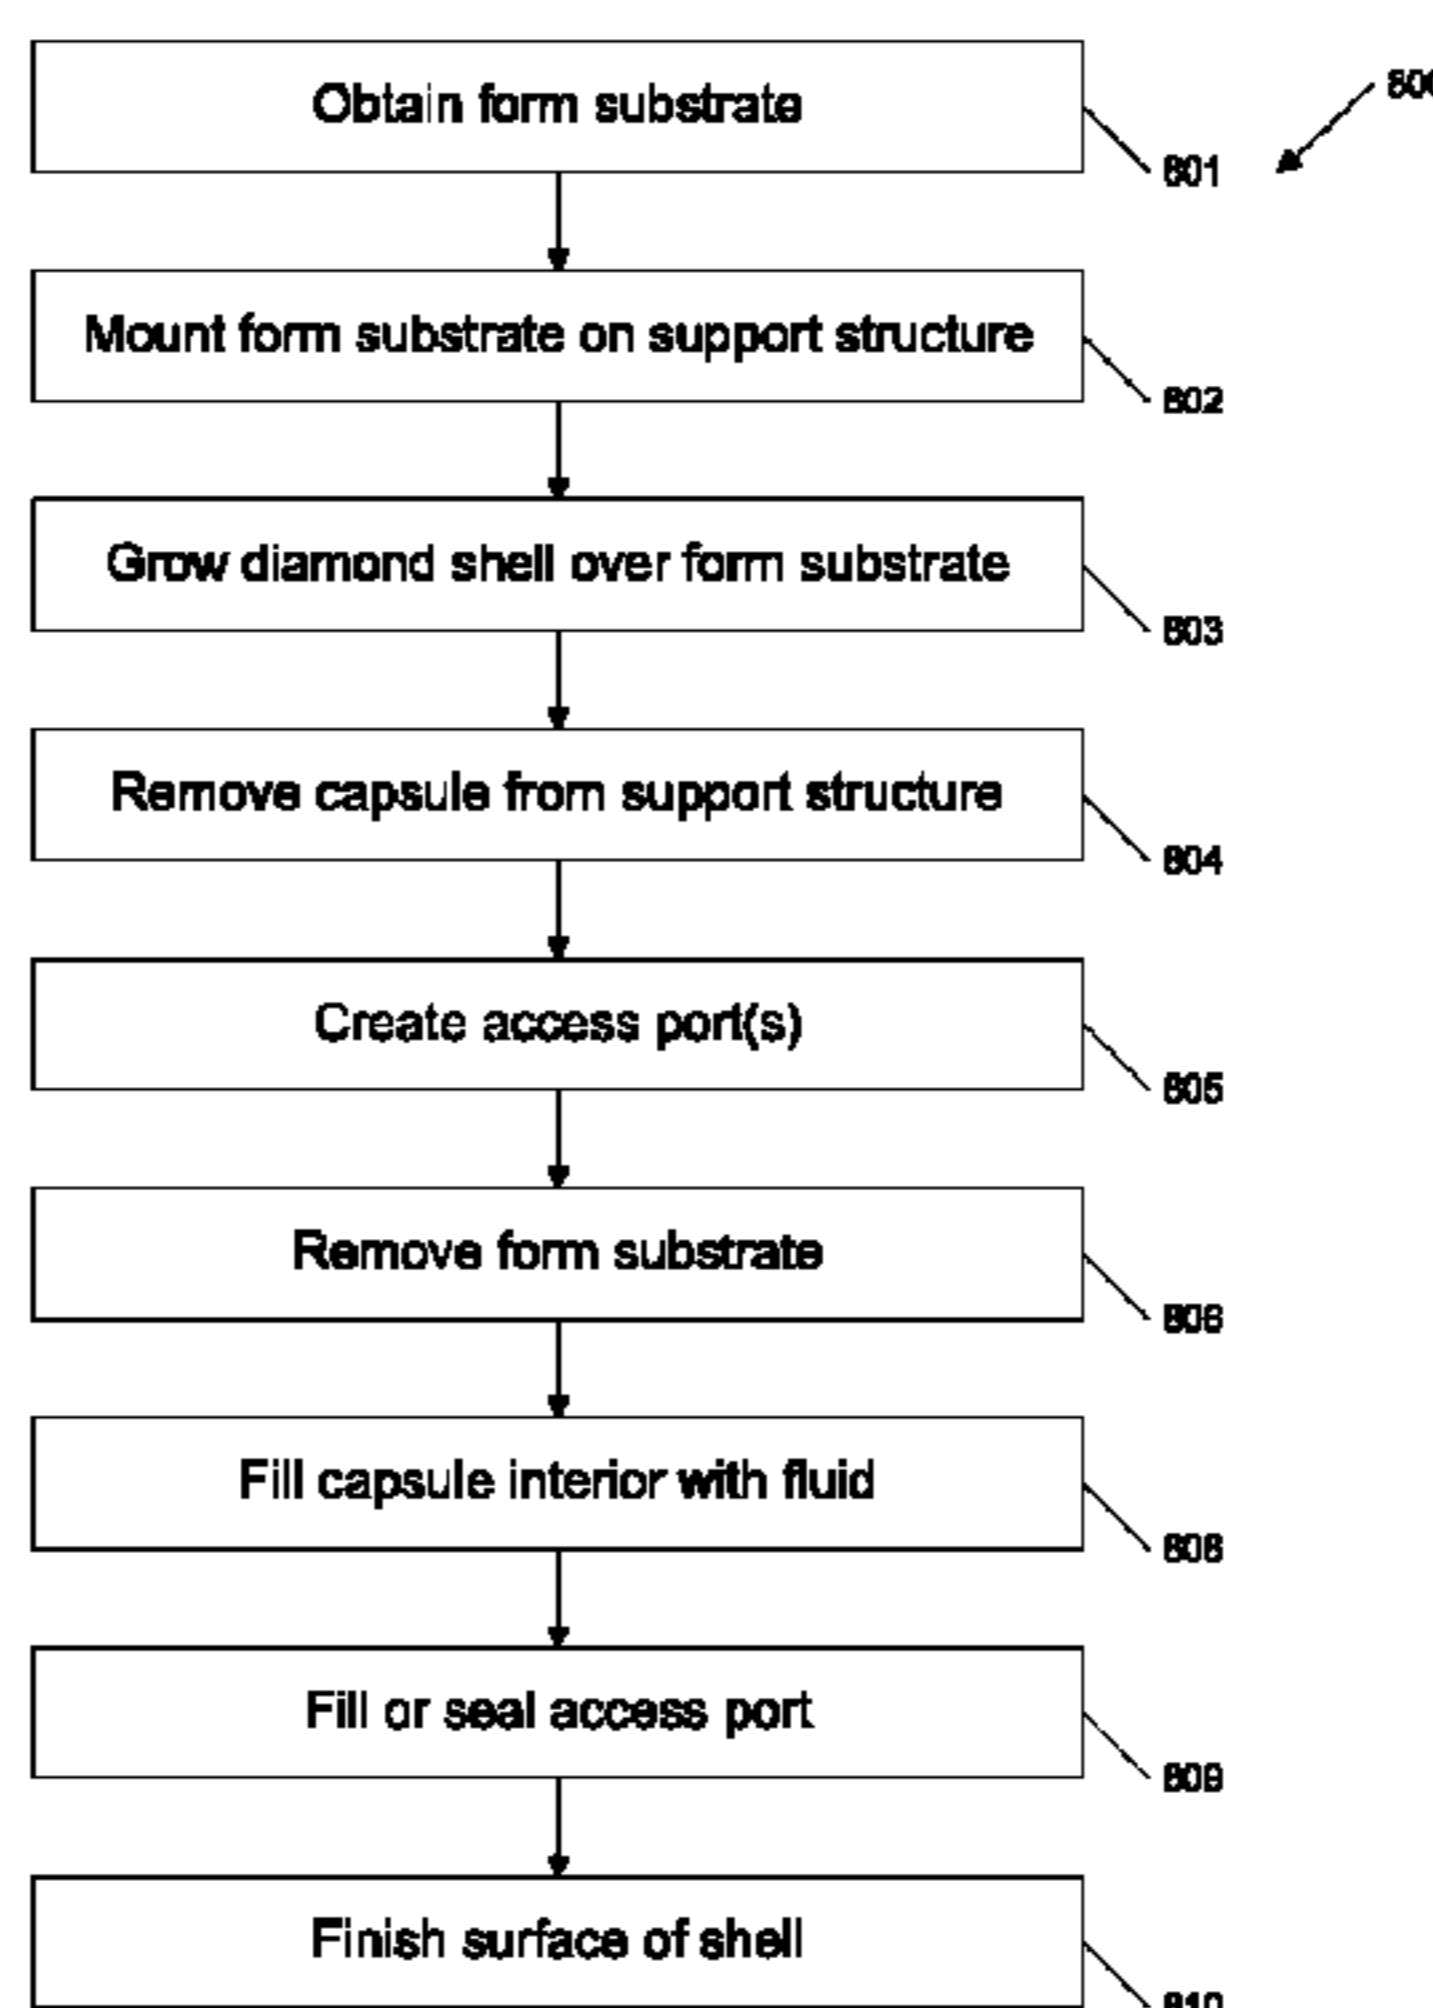 Obtain form substrate
800
801
Mount form substrate on support structure
802
Grow diamond shell over form substrate
803
Remove capsule from support structure
804
Create access port(s)
805
Remove form substrate
806
Fill capsule interior with fluid
808
Fill or seal access port
809
Finish surface of shell
810